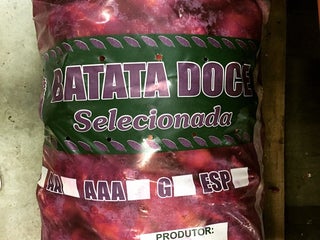 BATATA DOCE
Selecionada
AA AAA G ESP
PRODUTOR: